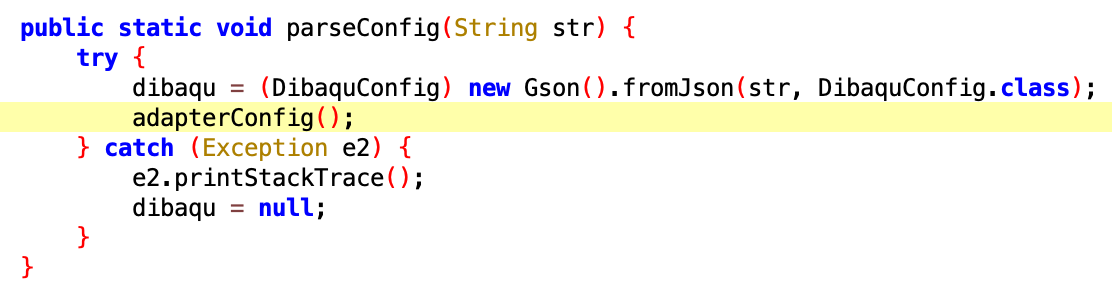 public static void parseConfig(String str) {
    try {
        dibaqu = (DibaquConfig) new Gson().fromJson(str, DibaquConfig.class);
        adapterConfig();
    } catch (Exception e2) {
        e2.printStackTrace();
        dibaqu = null;
    }
}